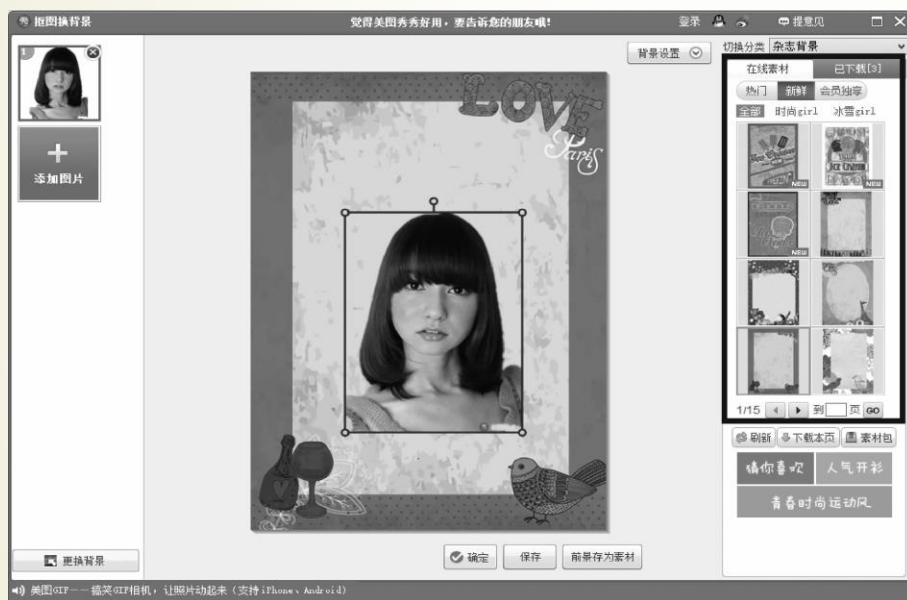 抠图换背景
觉得美图秀秀好用，要告诉您的朋友哦!
登录
提意见
1
添加图片
更换背景
背景设置
LOVE
Paris
确定
保存
前景存为素材
切换分类 杂志背景
在线素材 已下载[3]
热门 新鲜 会员独享
全部 时尚girl 冰雪girl
NEW
NEW
NEW
1/15 到 页 GO
刷新 下载本页 素材包
猜你喜欢 人气开彩
青春时尚运动风
美图GIF——搞笑GIF相机，让照片动起来（支持iPhone、Android）